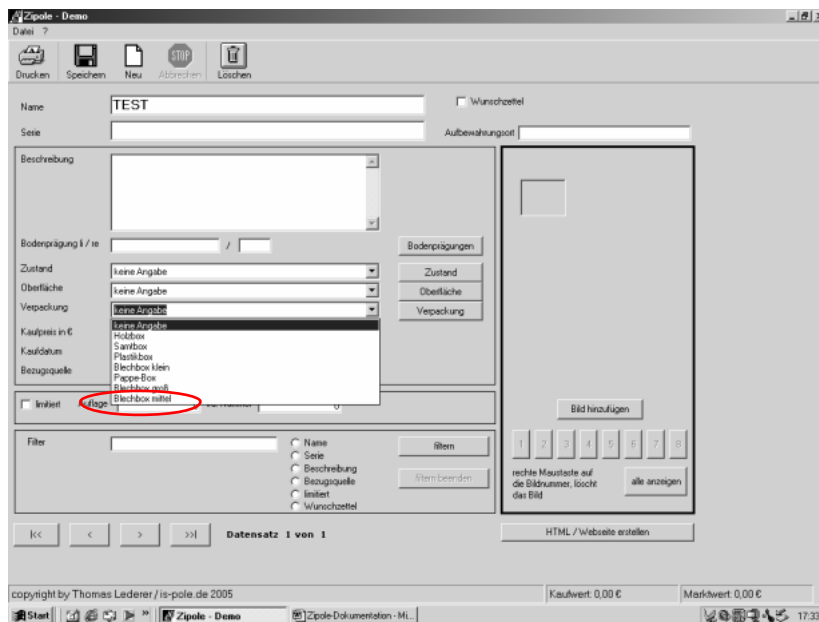 Zipole - Demo
Datei ?
Drucken Speichern Neu Abbrechen Löschen
STOP
Name TEST Wunschzettel
Serie Aufbewahrungsort
Beschreibung
Bodenprägung li / re / Bodenprägungen
Zustand keine Angabe Zustand
Oberfläche keine Angabe Oberfläche
Verpackung keine Angabe Verpackung
keine Angabe
Kaufpreis in € Holzbox
Samtbox
Kaufdatum Plastikbox
Blechbox klein
Bezugsquelle Pappe-Box
Blechbox groß
Blechbox mittel
limitiert Auflage 0
Bild hinzufügen
Filter Name filtern
Serie
Beschreibung
Bezugsquelle filtern beenden
limitiert
Wunschzettel
1 2 3 4 5 6 7 8
rechte Maustaste auf
die Bildnummer, löscht
das Bild
alle anzeigen
|<< < > >>| Datensatz 1 von 1 HTML / Webseite erstellen
copyright by Thomas Lederer / is-pole.de 2005 Kaufwert: 0,00 € Marktwert: 0,00 €
Start » Zipole - Demo Zipole-Dokumentation - Mi... 17:33